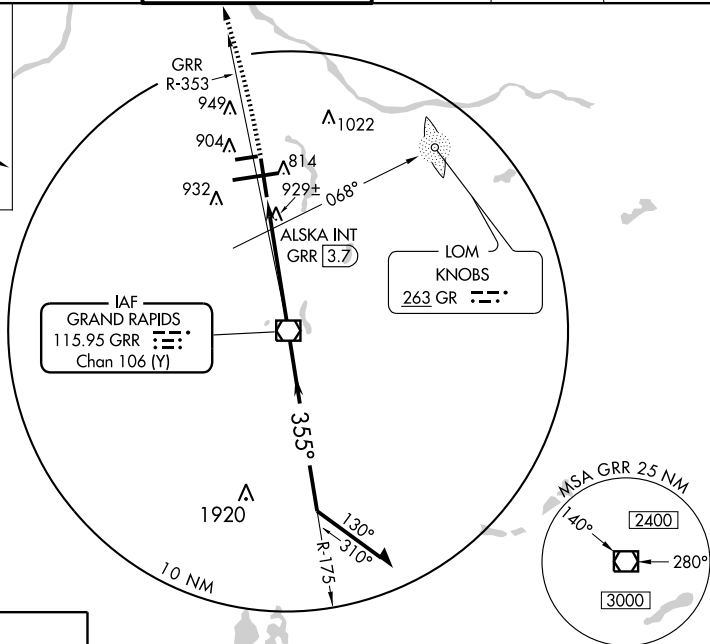 GRR
R-353
949
904
932
1022
814
929±
068°
ALSKA INT
GRR 3.7
LOM
KNOBS
263 GR
IAF
GRAND RAPIDS
115.95 GRR
Chan 106 (Y)
355°
1920
130°
310°
R-175
10 NM
MSA GRR 25 NM
140°
2400
280°
3000